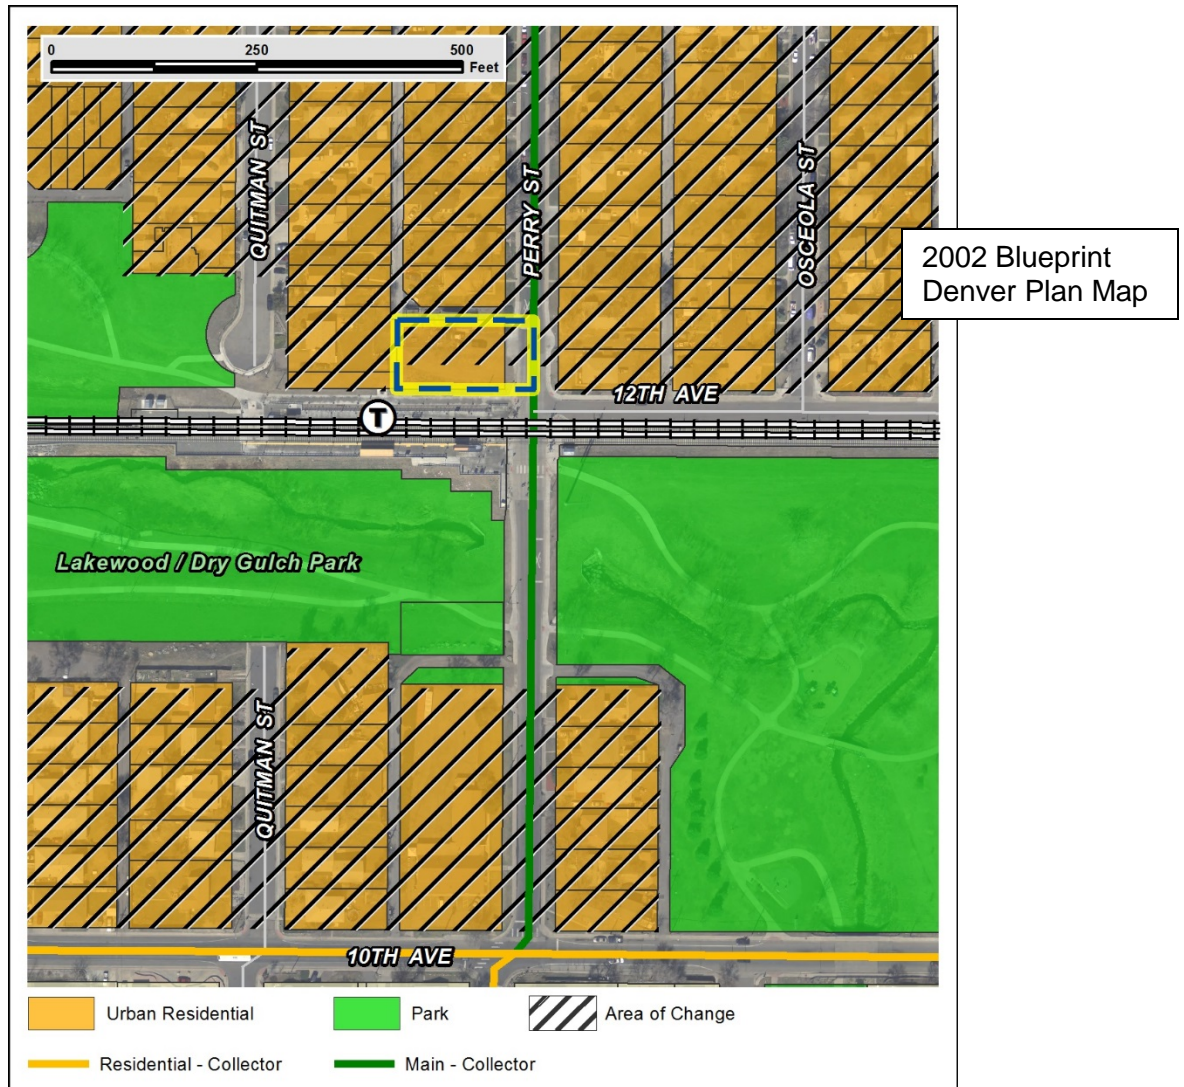 0 250 500
Feet
QUITMAN ST
PERRY ST
OSCEOLA ST
2002 Blueprint
Denver Plan Map
12TH AVE
T
Lakewood / Dry Gulch Park
QUITMAN ST
10TH AVE
Urban Residential
Park
Area of Change
Residential - Collector
Main - Collector